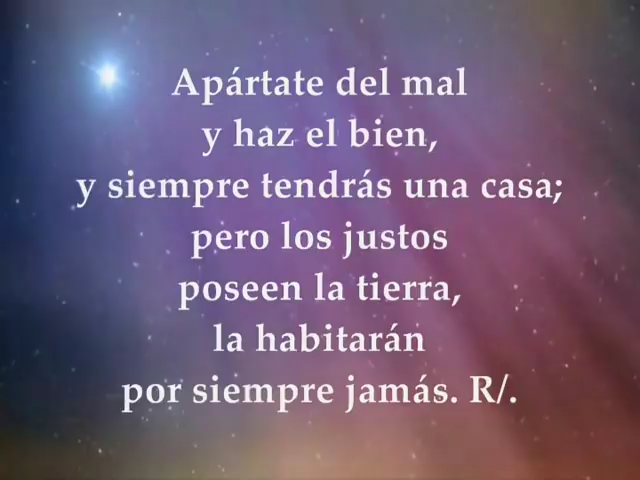 Apártate del mal
y haz el bien,
y siempre tendrás una casa;
pero los justos
poseen la tierra,
la habitarán
por siempre jamás. R/.